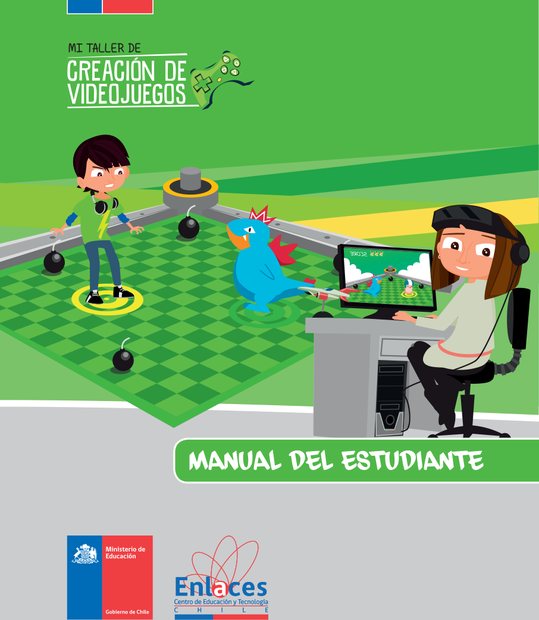 MI TALLER DE
CREACIÓN DE
VIDEOJUEGOS
MANUAL DEL ESTUDIANTE
Ministerio de
Educación
Gobierno de Chile
Enlaces
Centro de Educación y Tecnología
CHILE